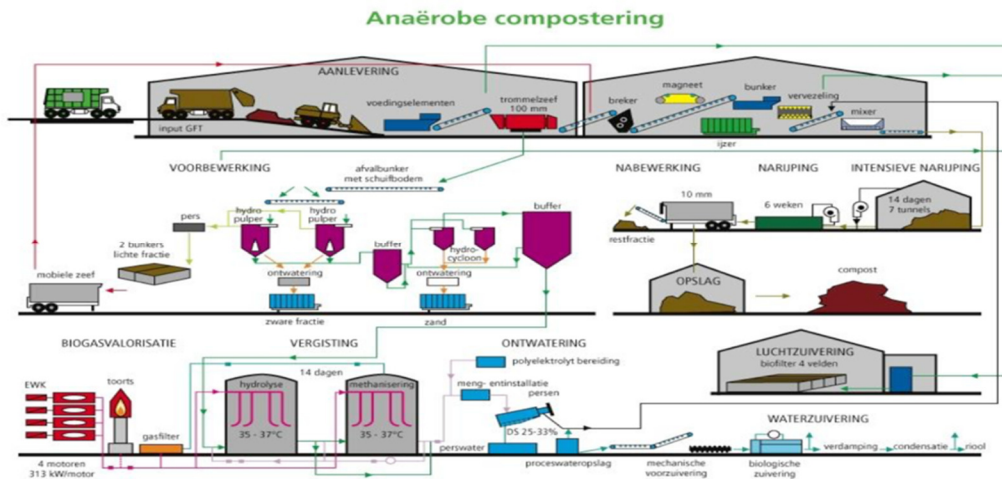 Anaërobe compostering
AANLEVERING
voedingselementen
trommelzeef
100 mm
input GFT
breker
magneet
bunker
vervezeling
mixer
ijzer
VOORBEWERKING
afvalbunker
met schuifbodem
hydro
pulper
hydro
pulper
pers
2 bunkers
lichte fractie
mobiele zeef
buffer
buffer
hydro-
cycloon
ontwatering
ontwatering
zware fractie
zand
NABEWERKING
NARIJPING
INTENSIEVE NARIJPING
10 mm
6 weken
14 dagen
7 tunnels
restfractie
OPSLAG
compost
BIOGASVALORISATIE
VERGISTING
ONTWATERING
14 dagen
EWK
toorts
gasfilter
4 motoren
313 kW/motor
hydrolyse
35 - 37°C
methanisering
35 - 37°C
polyelektrolyt bereiding
meng- entinstallatie
persen
DS 25-33%
perswater
proceswateropslag
LUCHTZUIVERING
biofilter 4 velden
WATERZUIVERING
mechanische
voorzuivering
biologische
zuivering
verdamping
condensatie
riool